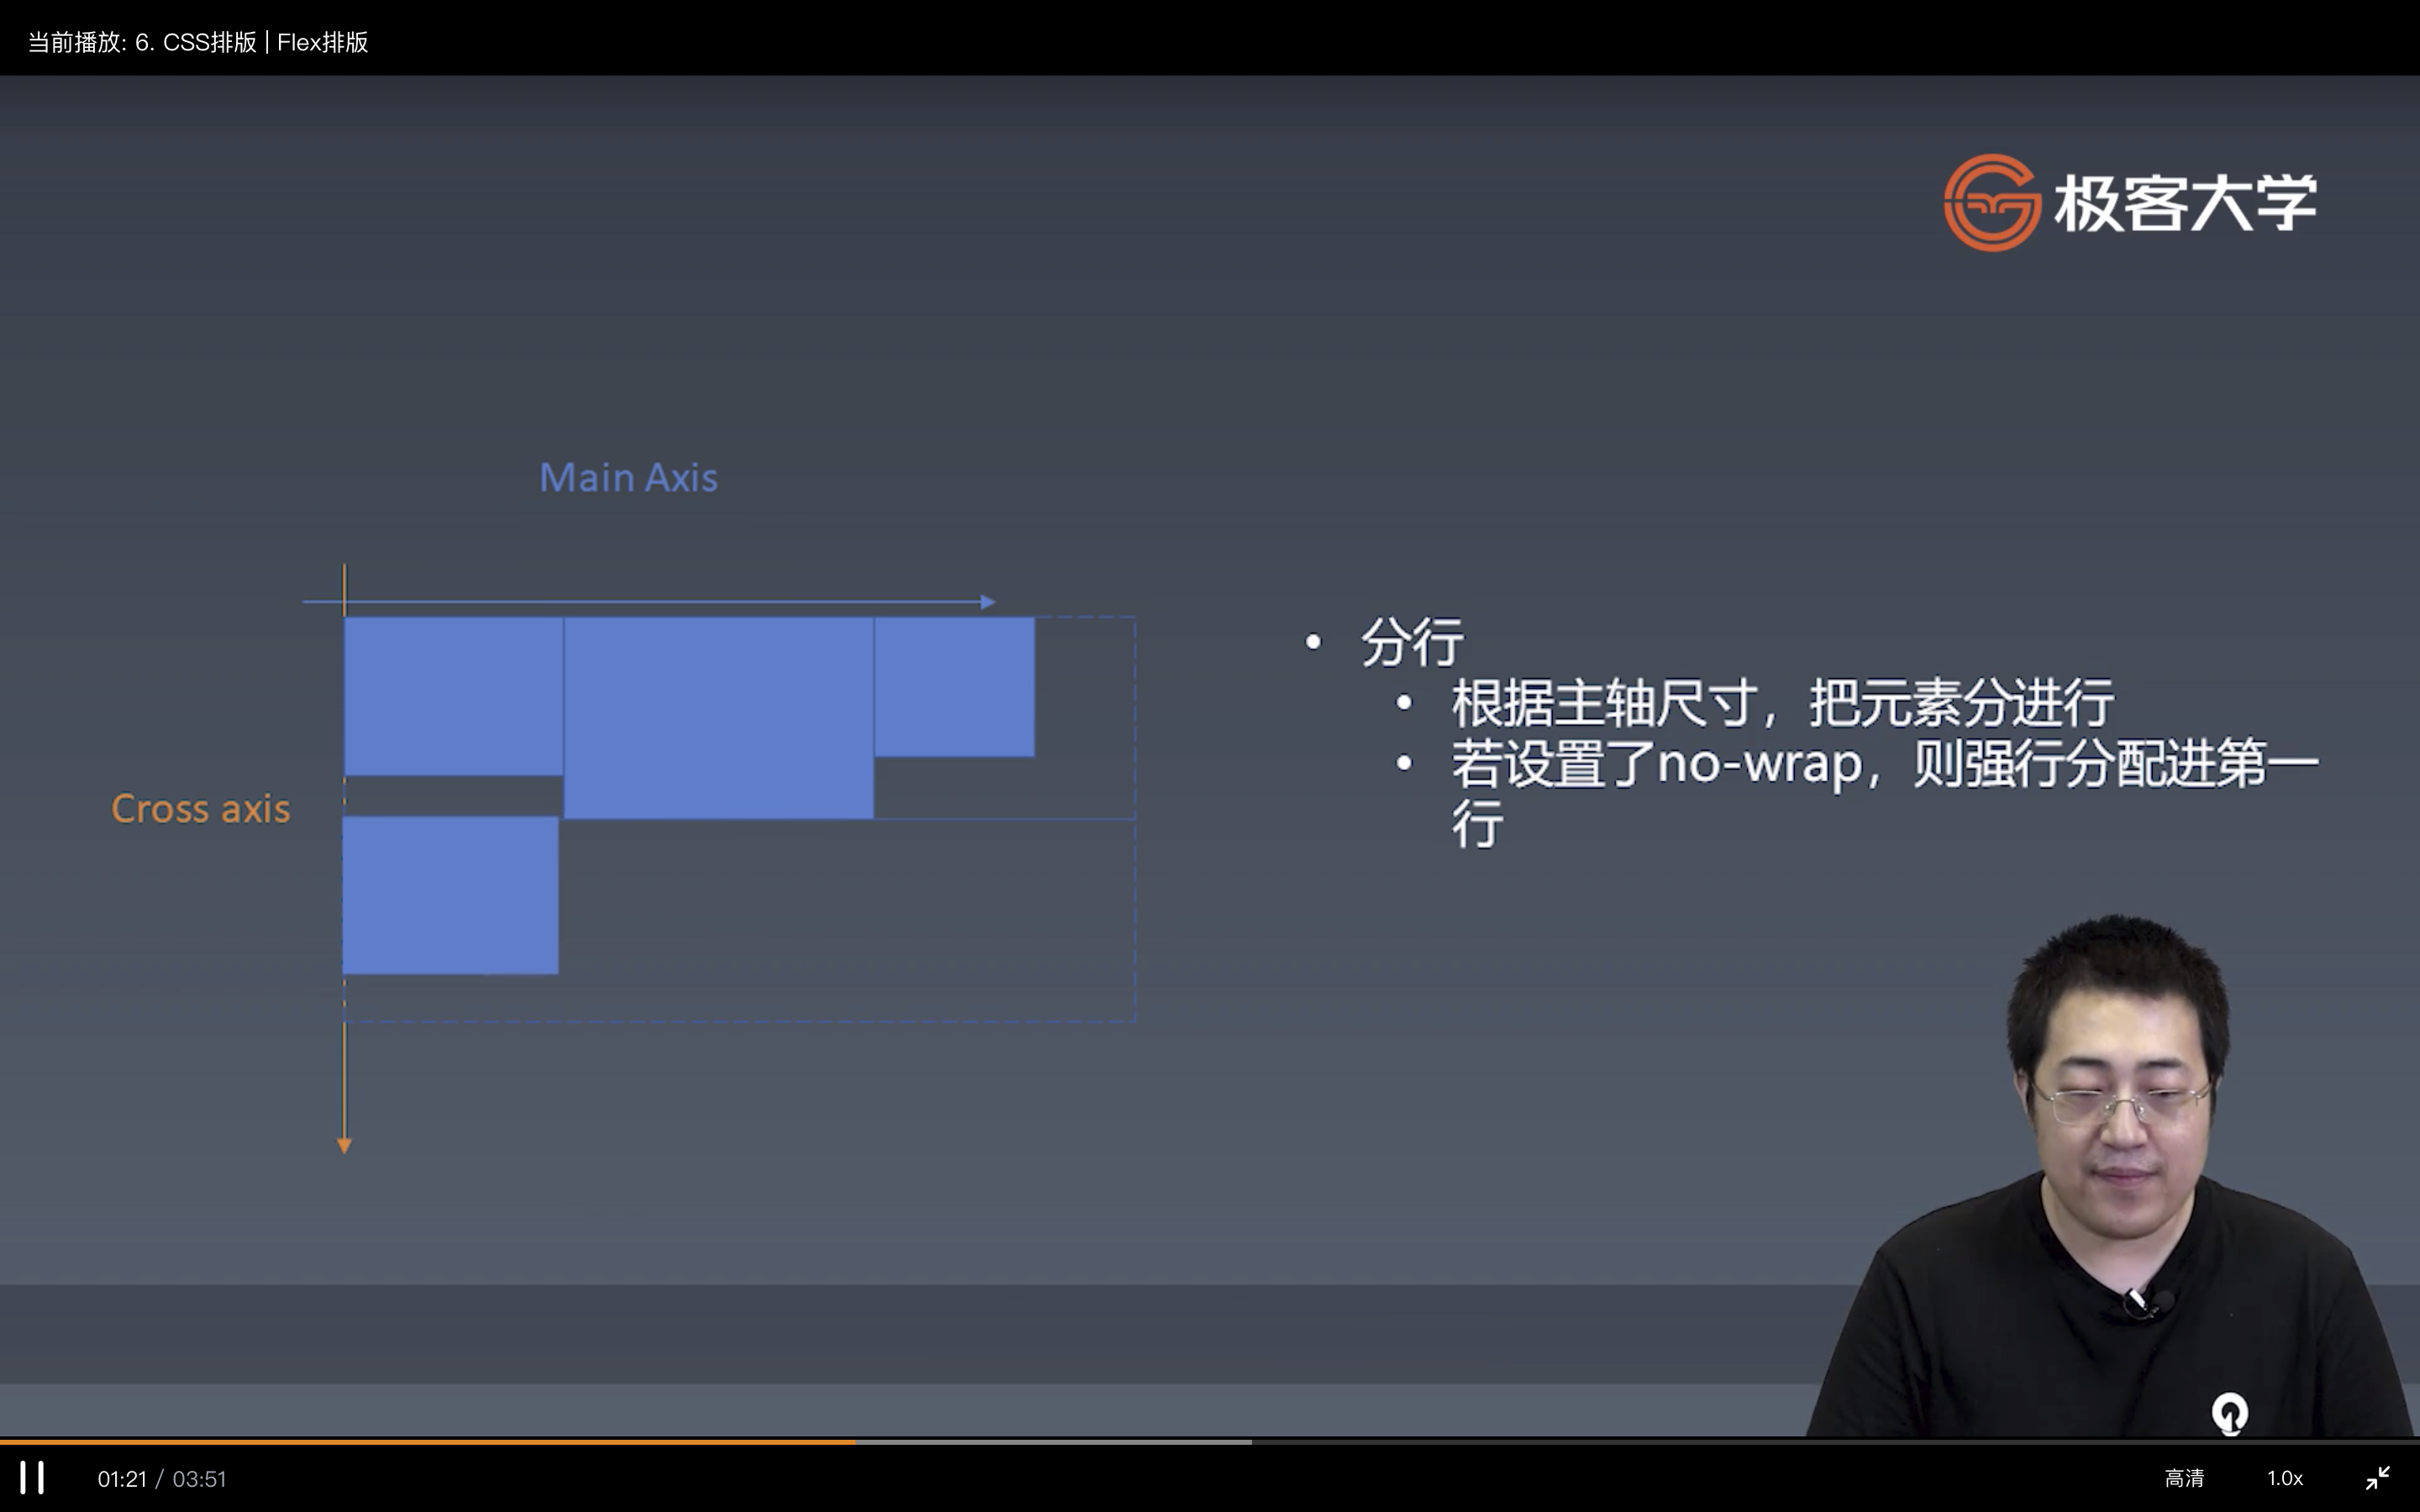 当前播放: 6. CSS排版 | Flex排版
极客大学
Main Axis
Cross axis
• 分行
• 根据主轴尺寸，把元素分进行
• 若设置了no-wrap，则强行分配进第一
行
01:21 / 03:51
高清
1.0x